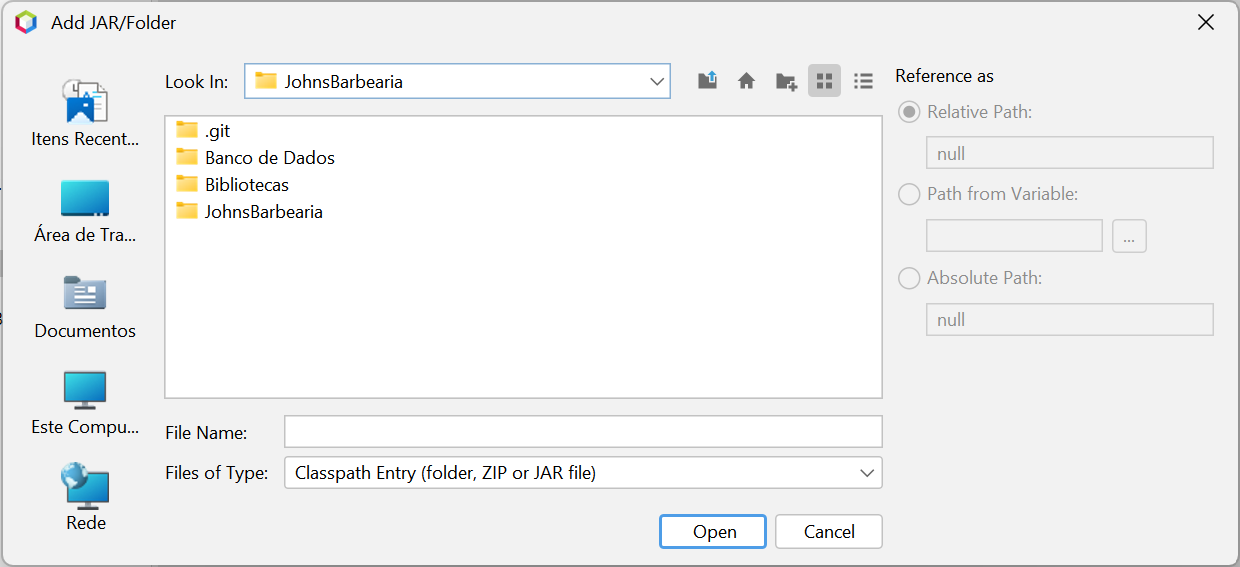 Add JAR/Folder
Look In:
JohnsBarbearia
Reference as
Itens Recent...
Área de Tra...
Documentos
Este Compu...
Rede
.git
Banco de Dados
Bibliotecas
JohnsBarbearia
Relative Path:
null
Path from Variable:
...
Absolute Path:
null
File Name:
Files of Type:
Classpath Entry (folder, ZIP or JAR file)
Open
Cancel